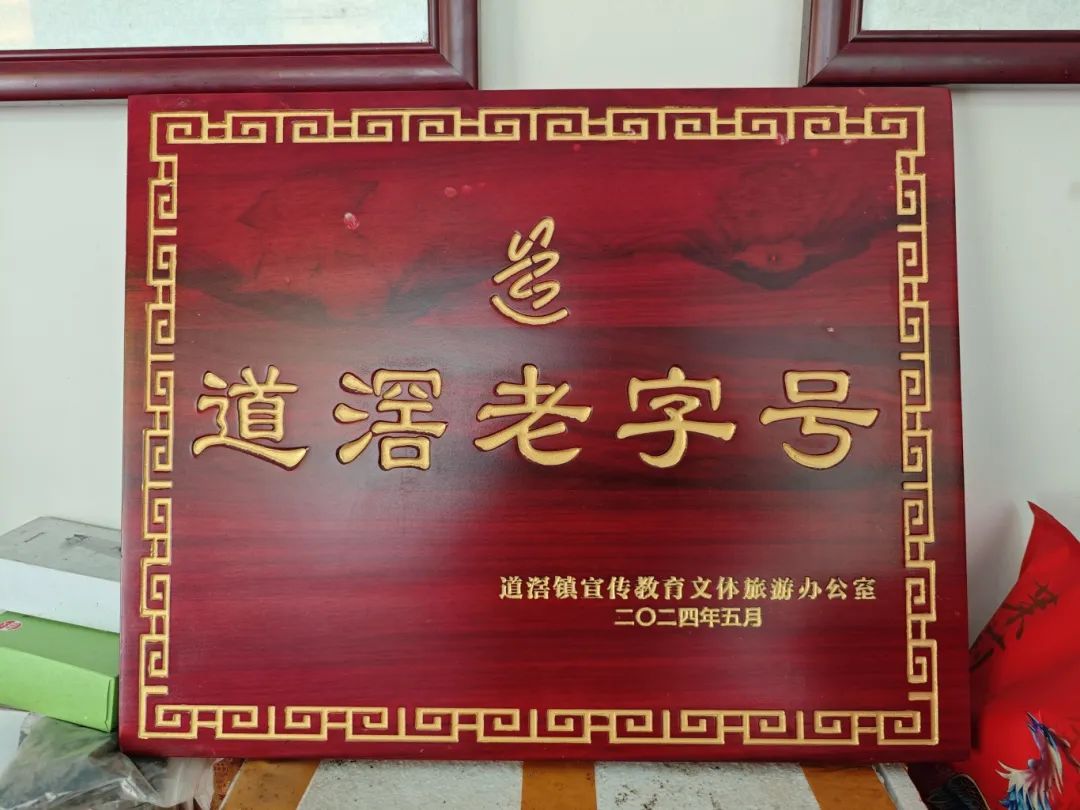 道滘老字号
道滘镇宣传教育文体旅游办公室
二〇二四年五月